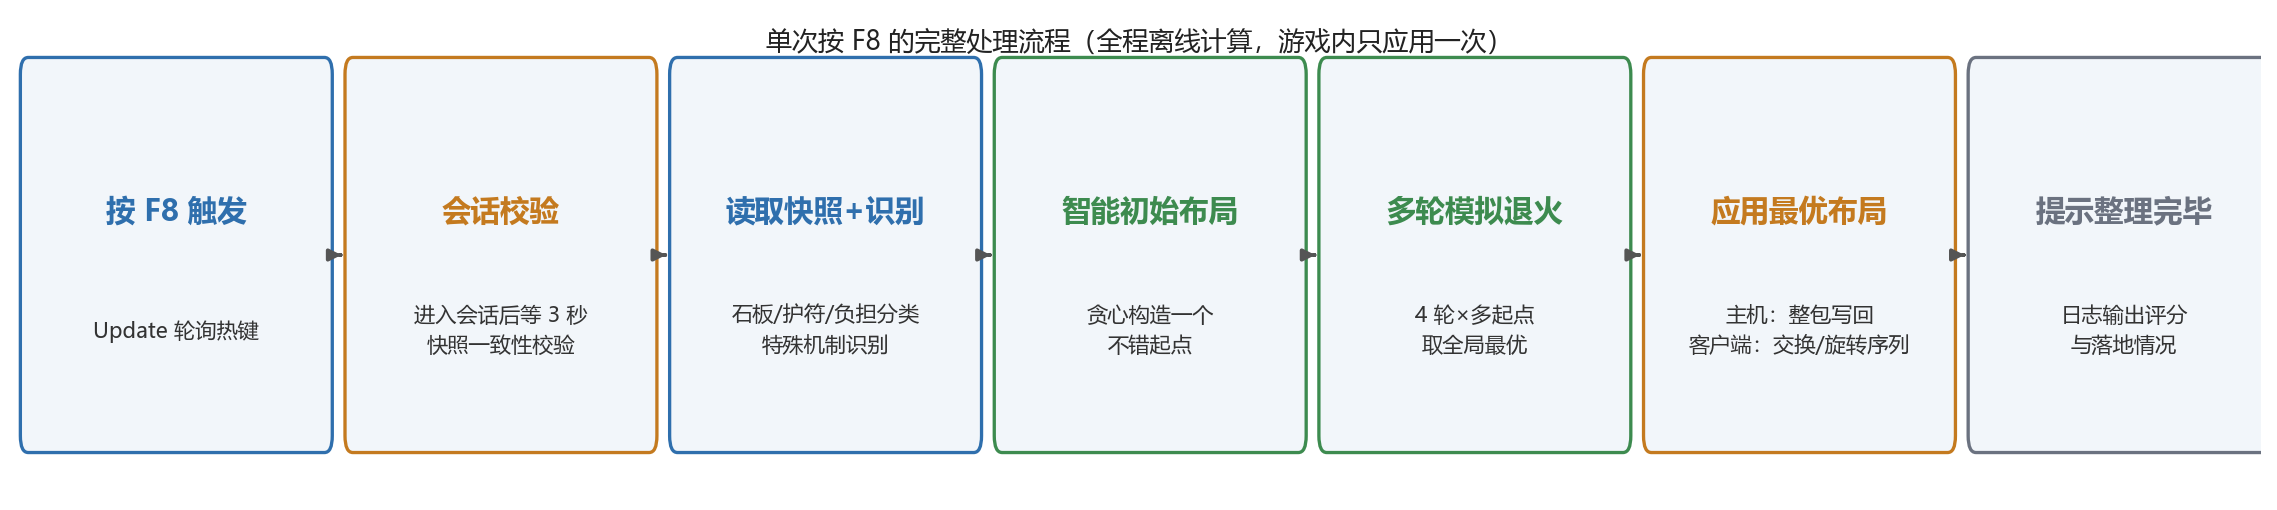 单次按 F8 的完整处理流程（全程离线计算，游戏内只应用一次）
按 F8 触发
Update 轮询热键
会话校验
进入会话后等 3 秒
快照一致性校验
读取快照+识别
石板/护符/负担分类
特殊机制识别
智能初始布局
贪心构造一个
不错起点
多轮模拟退火
4 轮×多起点
取全局最优
应用最优布局
主机：整包写回
客户端：交换/旋转序列
提示整理完毕
日志输出评分
与落地情况